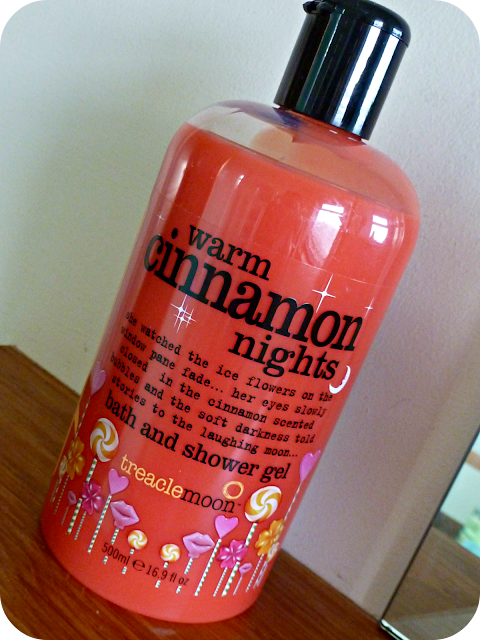 warm
cinnamon
nights
she watched the ice flowers on the
window pane fade... her eyes slowly
closed in the cinnamon scented
bubbles and the soft darkness told
stories to the laughing moon...
bath and shower gel
treaclemoon™
500ml ℮ 16.9 fl oz